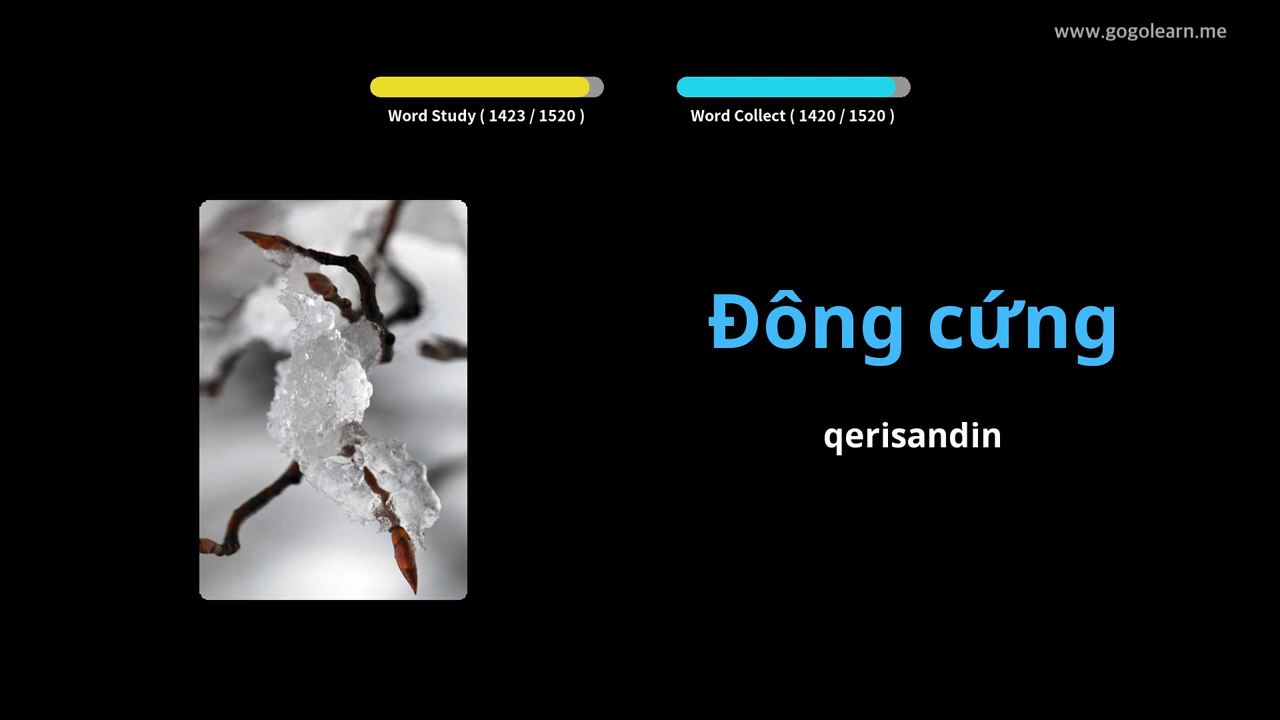 www.gogolearn.me
Word Study ( 1423 / 1520 )
Word Collect ( 1420 / 1520 )
Đông cứng
qerisandin